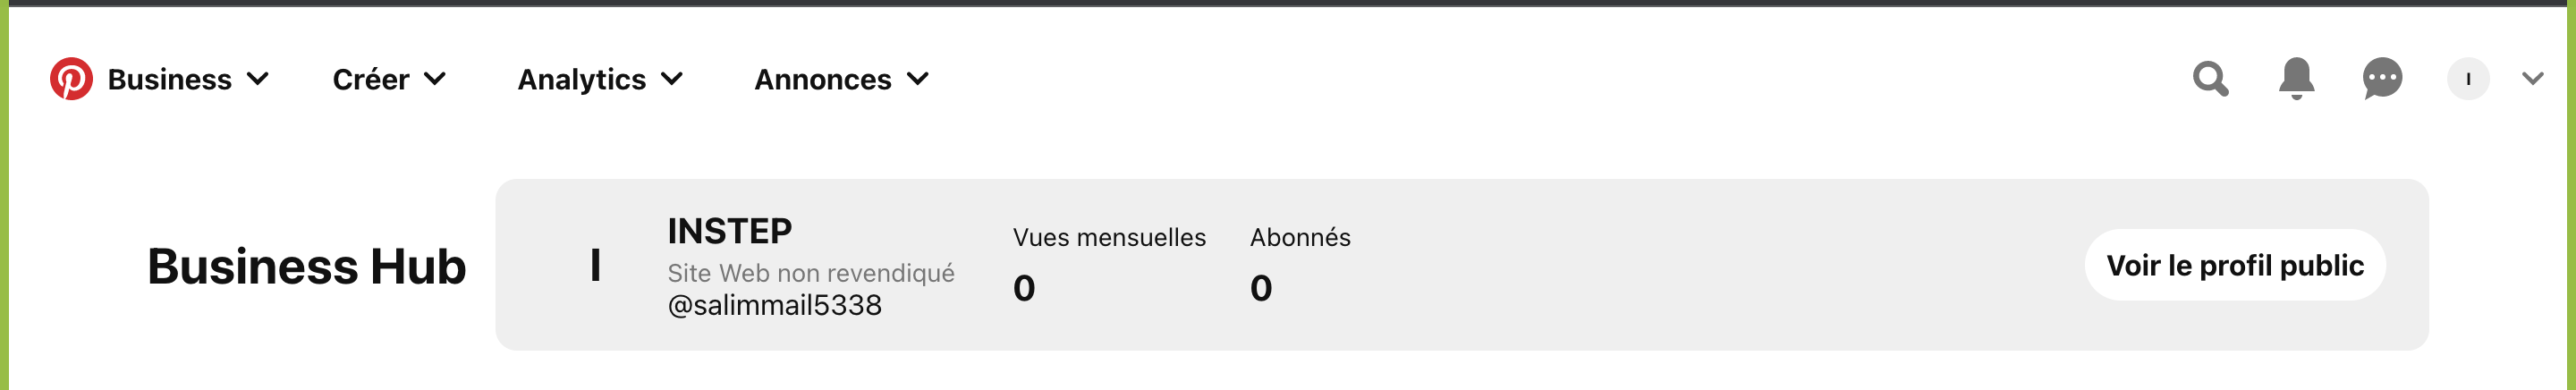 Business
Créer
Analytics
Annonces
I
Business Hub
I
INSTEP
Site Web non revendiqué
@salimmail5338
Vues mensuelles
0
Abonnés
0
Voir le profil public